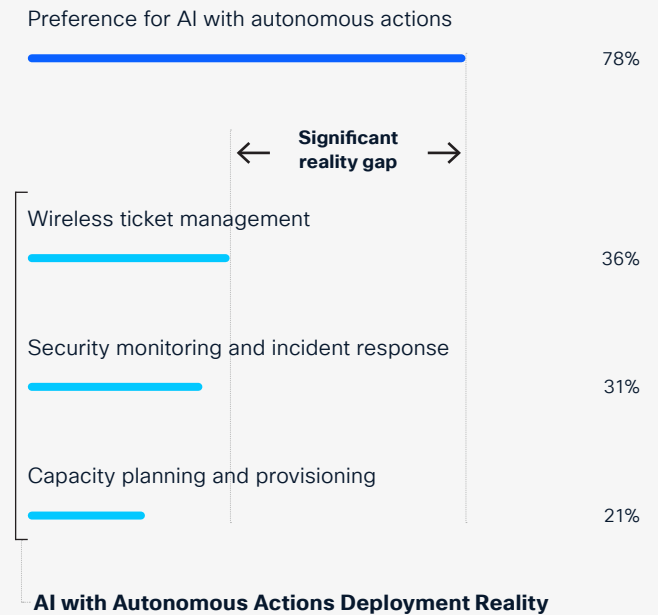 Preference for AI with autonomous actions
78%
Significant
reality gap
Wireless ticket management
36%
Security monitoring and incident response
31%
Capacity planning and provisioning
21%
AI with Autonomous Actions Deployment Reality